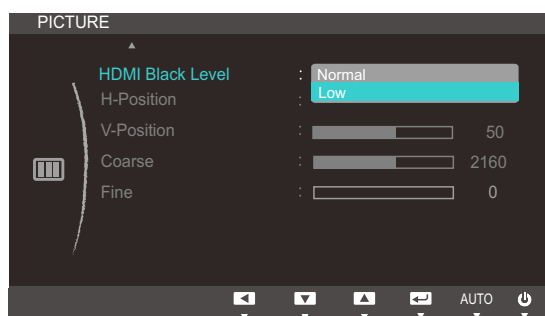 PICTURE
HDMI Black Level : Normal
Low
H-Position :
V-Position : 50
Coarse : 2160
Fine : 0
AUTO